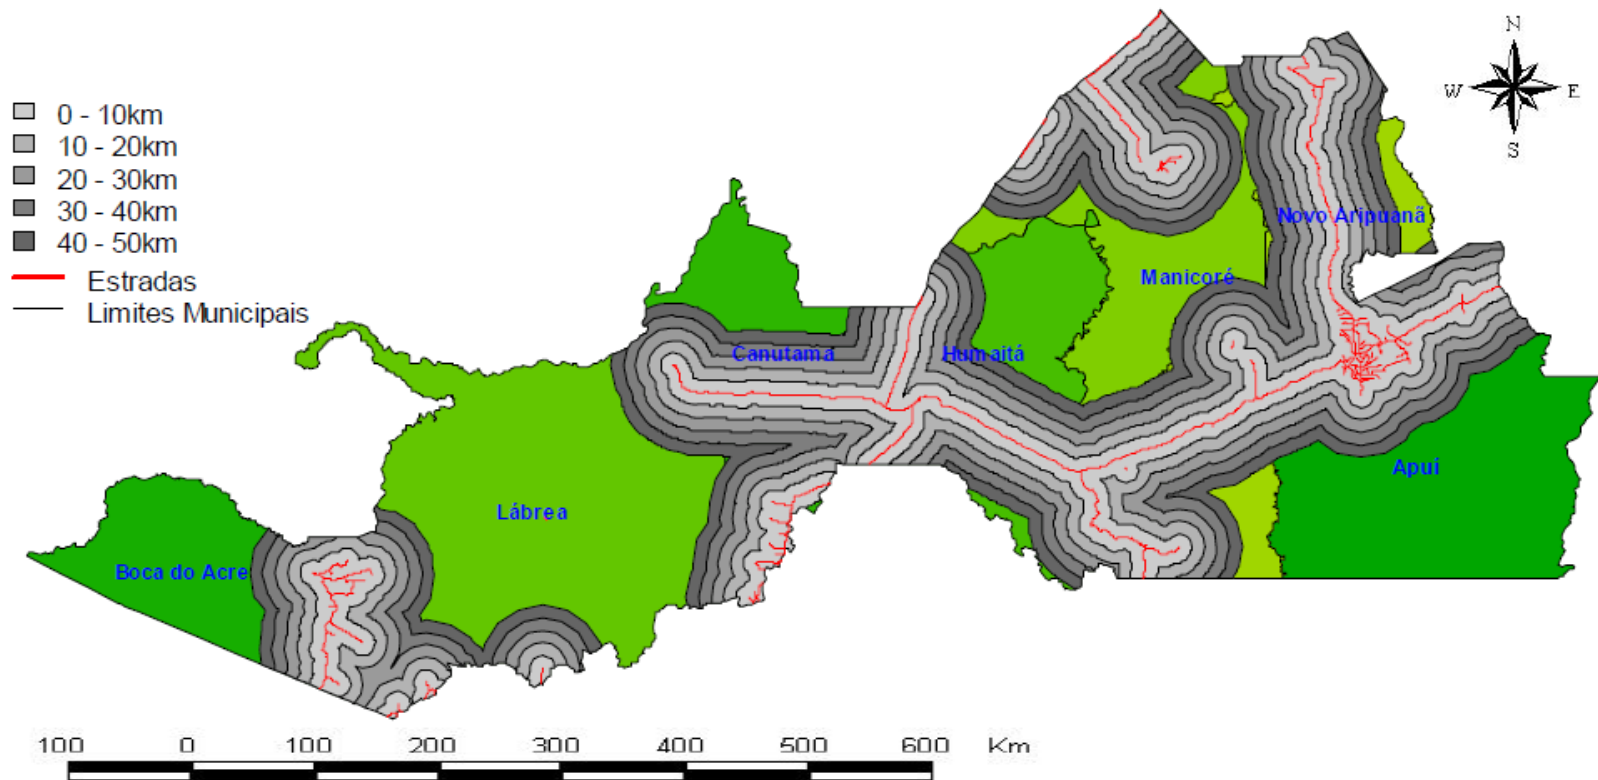 N
W E
S
0 - 10km
10 - 20km
20 - 30km
30 - 40km
40 - 50km
Estradas
Limites Municipais
Novo Aripuanã
Manicoré
Canutama
Humaitá
Apuí
Lábrea
Boca do Acre
100 0 100 200 300 400 500 600 Km